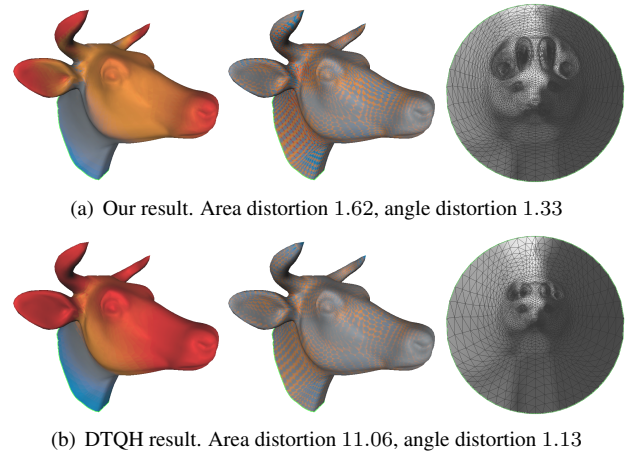 (a) Our result. Area distortion 1.62, angle distortion 1.33
(b) DTQH result. Area distortion 11.06, angle distortion 1.13